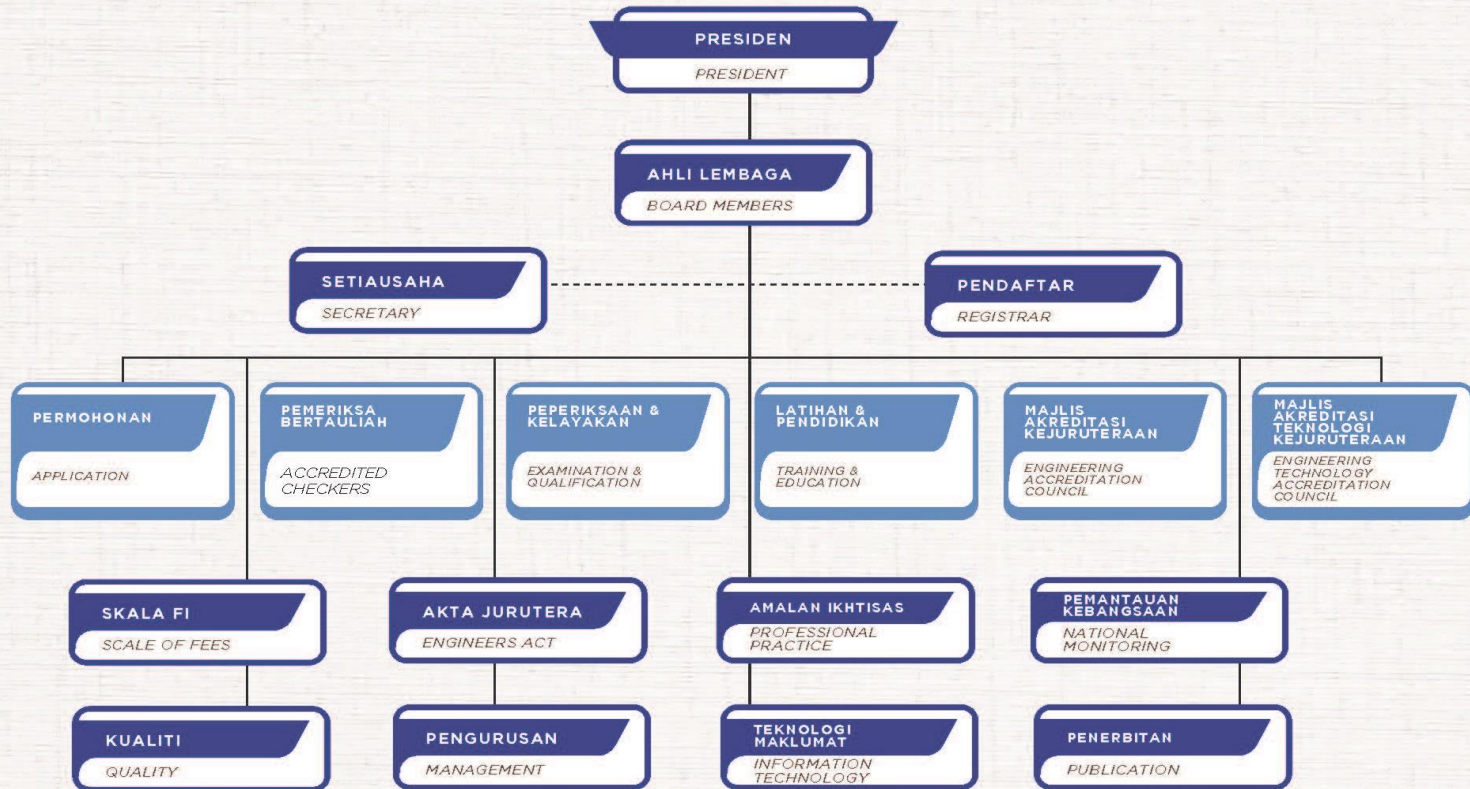 PRESIDEN
PRESIDENT
AHLI LEMBAGA
BOARD MEMBERS
SETIAUSAHA
SECRETARY
PENDAFTAR
REGISTRAR
PERMOHONAN
APPLICATION
PEMERIKSA
BERTAULIAH
ACCREDITED
CHECKERS
PEPERIKSAAN &
KELAYAKAN
EXAMINATION &
QUALIFICATION
LATIHAN &
PENDIDIKAN
TRAINING &
EDUCATION
MAJLIS
AKREDITASI
KEJURUTERAAN
ENGINEERING
ACCREDITATION
COUNCIL
MAJLIS
AKREDITASI
TEKNOLOGI
KEJURUTERAAN
ENGINEERING
TECHNOLOGY
ACCREDITATION
COUNCIL
SKALA FI
SCALE OF FEES
AKTA JURUTERA
ENGINEERS ACT
AMALAN IKHTISAS
PROFESSIONAL
PRACTICE
PEMANTAUAN
KEBANGSAAN
NATIONAL
MONITORING
KUALITI
QUALITY
PENGURUSAN
MANAGEMENT
TEKNOLOGI
MAKLUMAT
INFORMATION
TECHNOLOGY
PENERBITAN
PUBLICATION